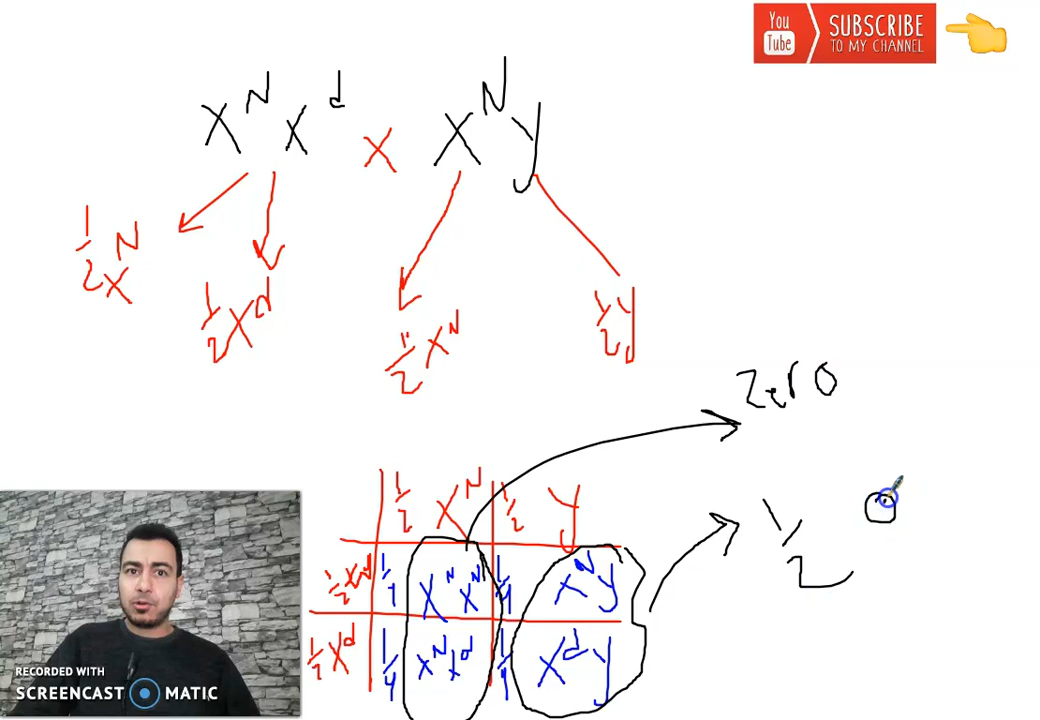 You Tube SUBSCRIBE TO MY CHANNEL
X^N X^d x X^N y
1/2 X^N
1/2 X^d
1/2 X^N
1/2 y
Zero
1/2 X^N 1/2 y
1/2 X^N 1/4 X^N X^N 1/4 X^N y
1/2 X^d 1/4 X^N X^d 1/4 X^d y
1/2
RECORDED WITH
SCREENCAST MATIC